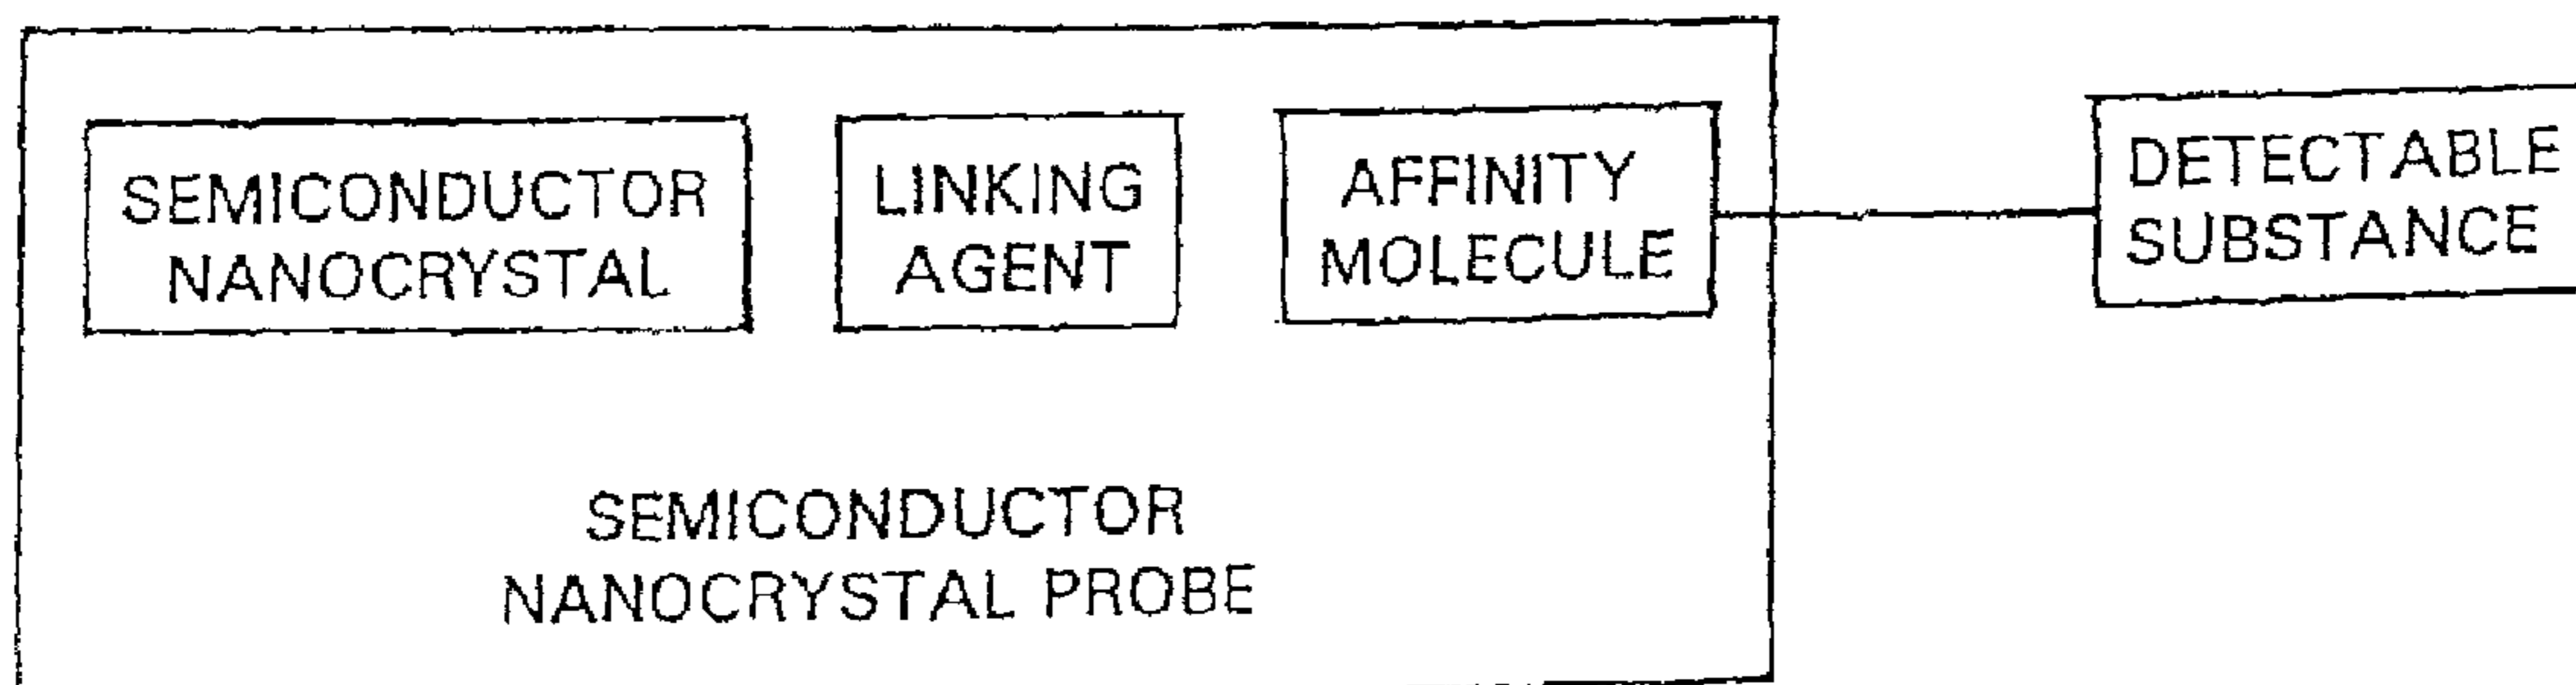 SEMICONDUCTOR
NANOCRYSTAL
LINKING
AGENT
AFFINITY
MOLECULE
DETECTABLE
SUBSTANCE
SEMICONDUCTOR
NANOCRYSTAL PROBE